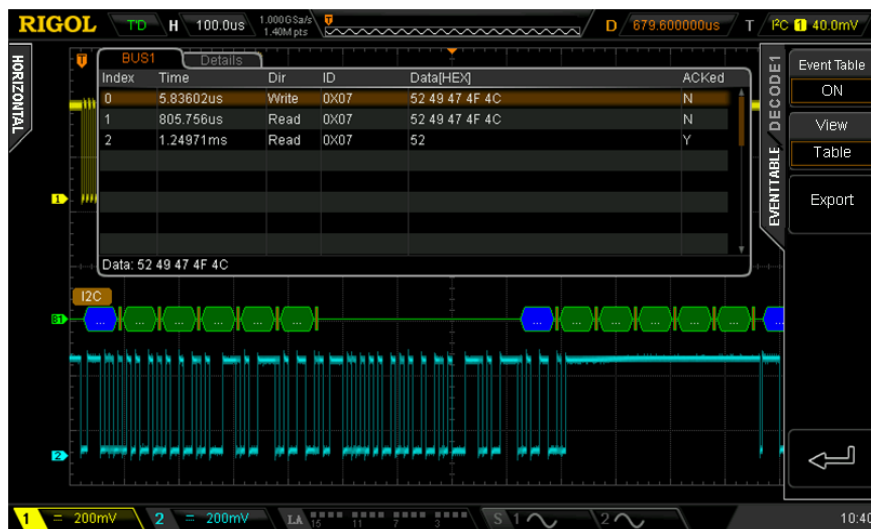 RIGOL T'D H 100.0us 1.000GSa/s 1.40M pts D 679.600000us T I²C 1 40.0mV
HORIZONTAL
BUS1 Details
Index Time Dir ID Data[HEX] ACKed
0 5.83602us Write 0X07 52 49 47 4F 4C N
1 805.756us Read 0X07 52 49 47 4F 4C N
2 1.24971ms Read 0X07 52 Y
Data: 52 49 47 4F 4C
DECODE1
EVENTTABLE
Event Table
ON
View
Table
Export
T
1
I2C
B1
... ... ... ... ... ... ... ... ... ... ... ...
2
1 = 200mV 2 = 200mV LA 15 11 7 3 S 1 2 10:40